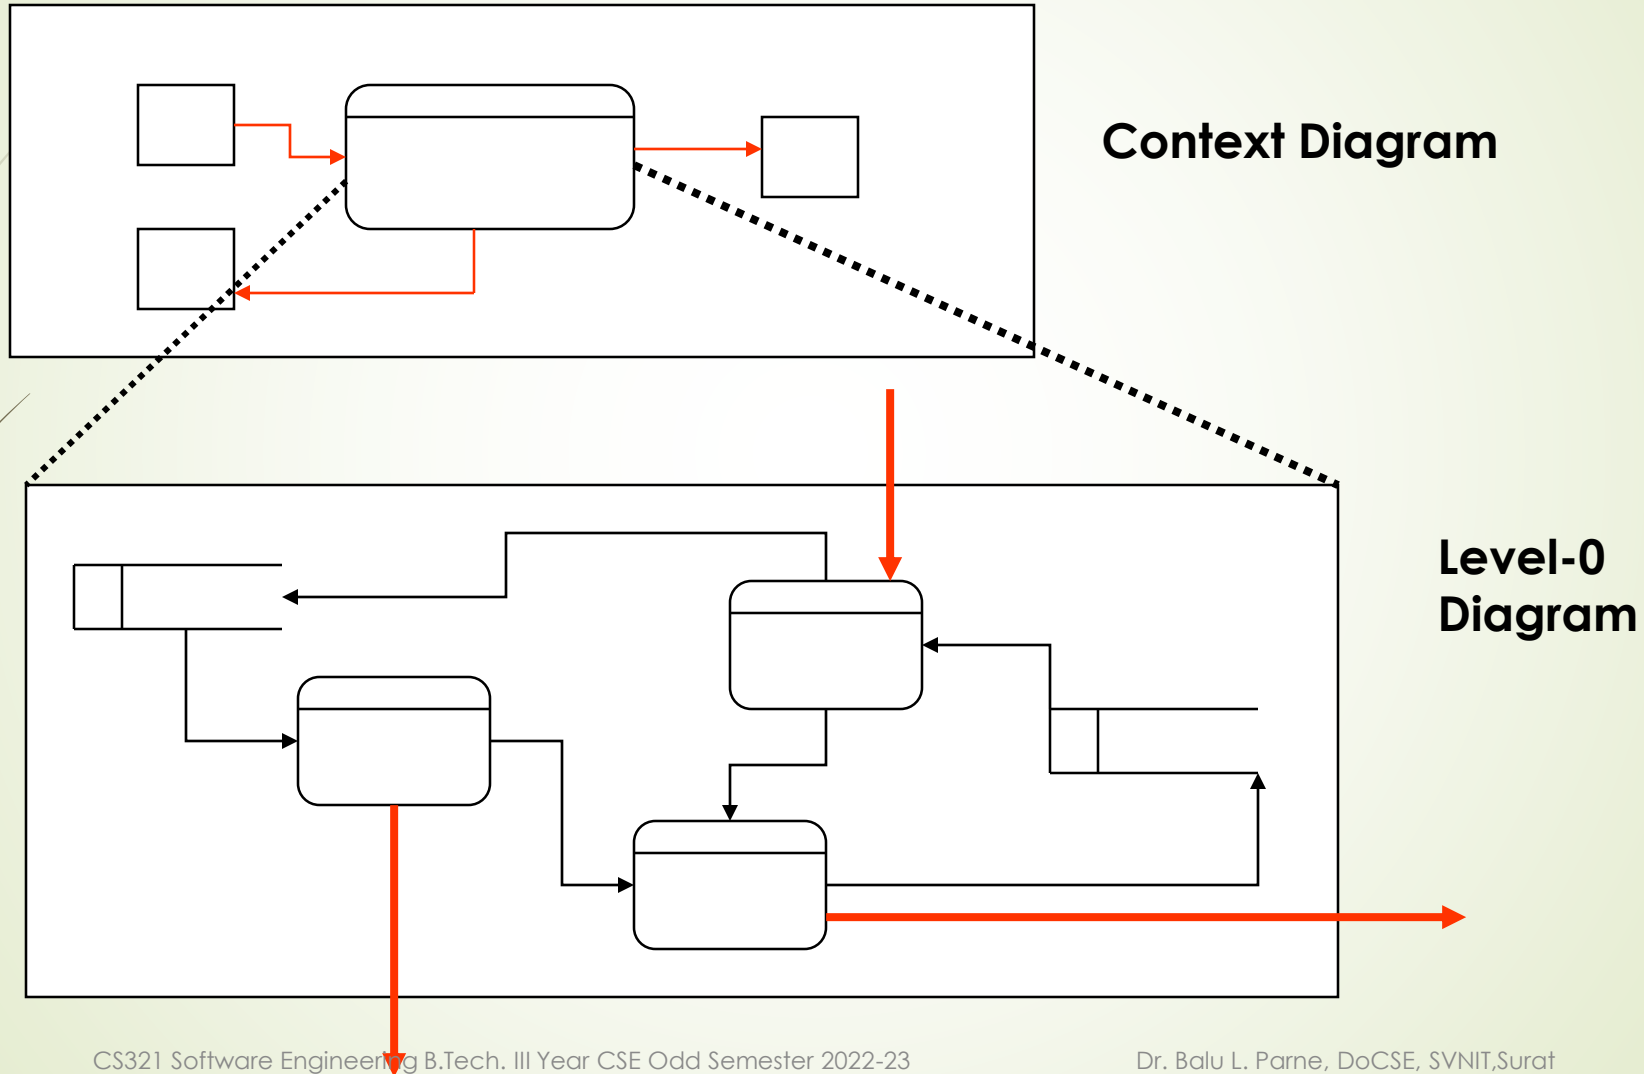 Context Diagram
Level-0
Diagram
CS321 Software Engineering B.Tech. III Year CSE Odd Semester 2022-23
Dr. Balu L. Parne, DoCSE, SVNIT,Surat